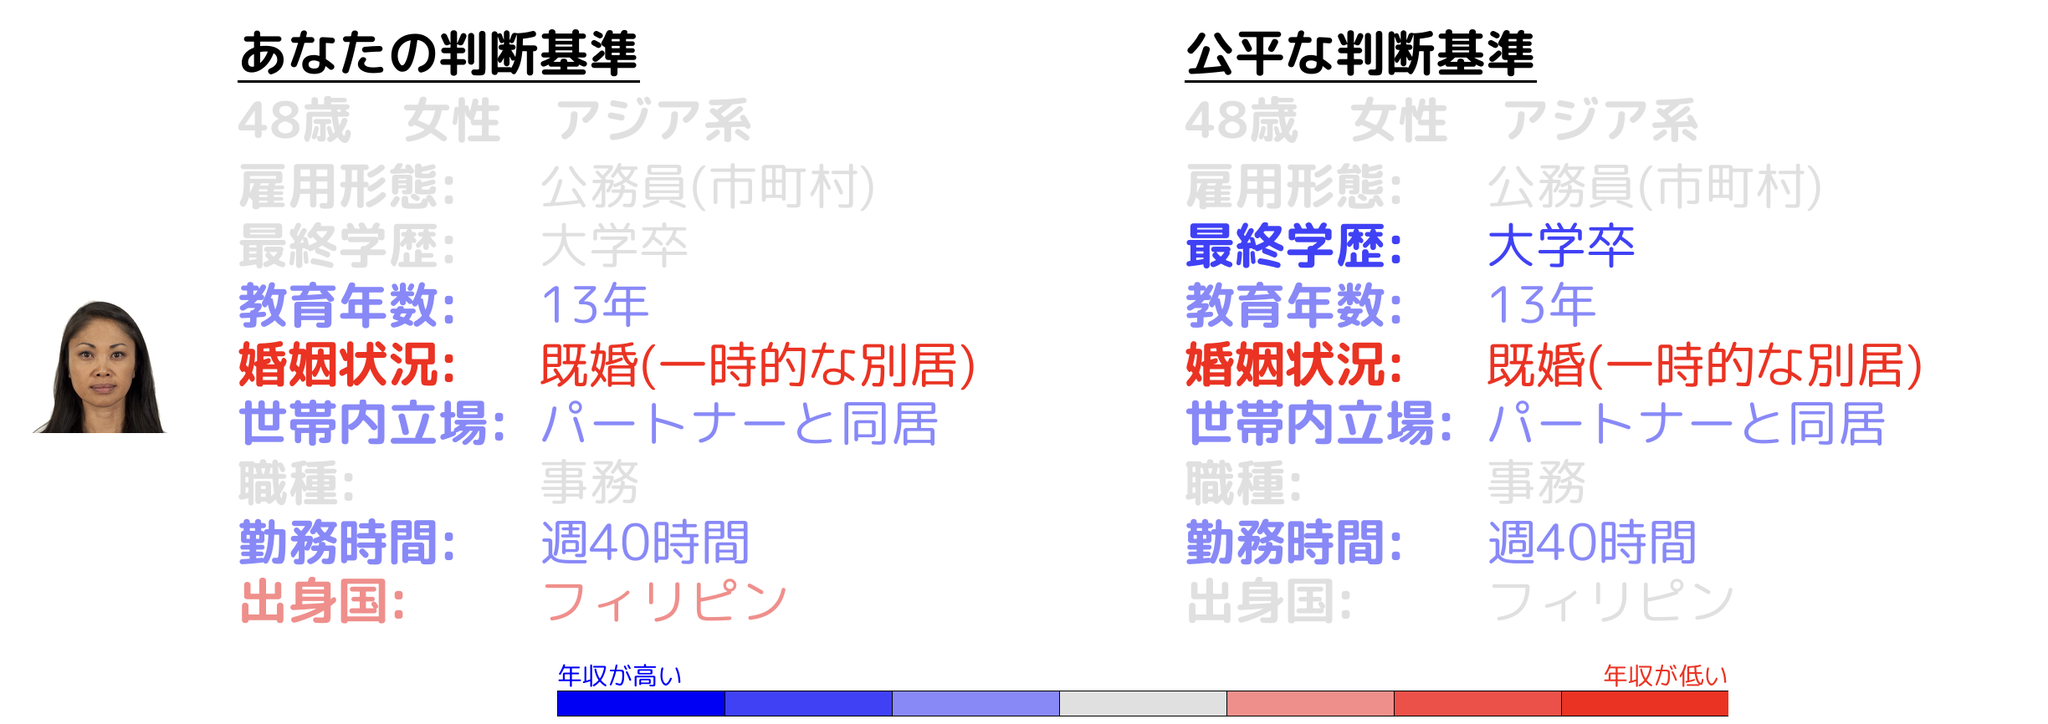 あなたの判断基準
48歳 女性 アジア系
雇用形態: 公務員(市町村)
最終学歴: 大学卒
教育年数: 13年
婚姻状況: 既婚(一時的な別居)
世帯内立場: パートナーと同居
職種: 事務
勤務時間: 週40時間
出身国: フィリピン
公平な判断基準
48歳 女性 アジア系
雇用形態: 公務員(市町村)
最終学歴: 大学卒
教育年数: 13年
婚姻状況: 既婚(一時的な別居)
世帯内立場: パートナーと同居
職種: 事務
勤務時間: 週40時間
出身国: フィリピン
年収が高い
年収が低い